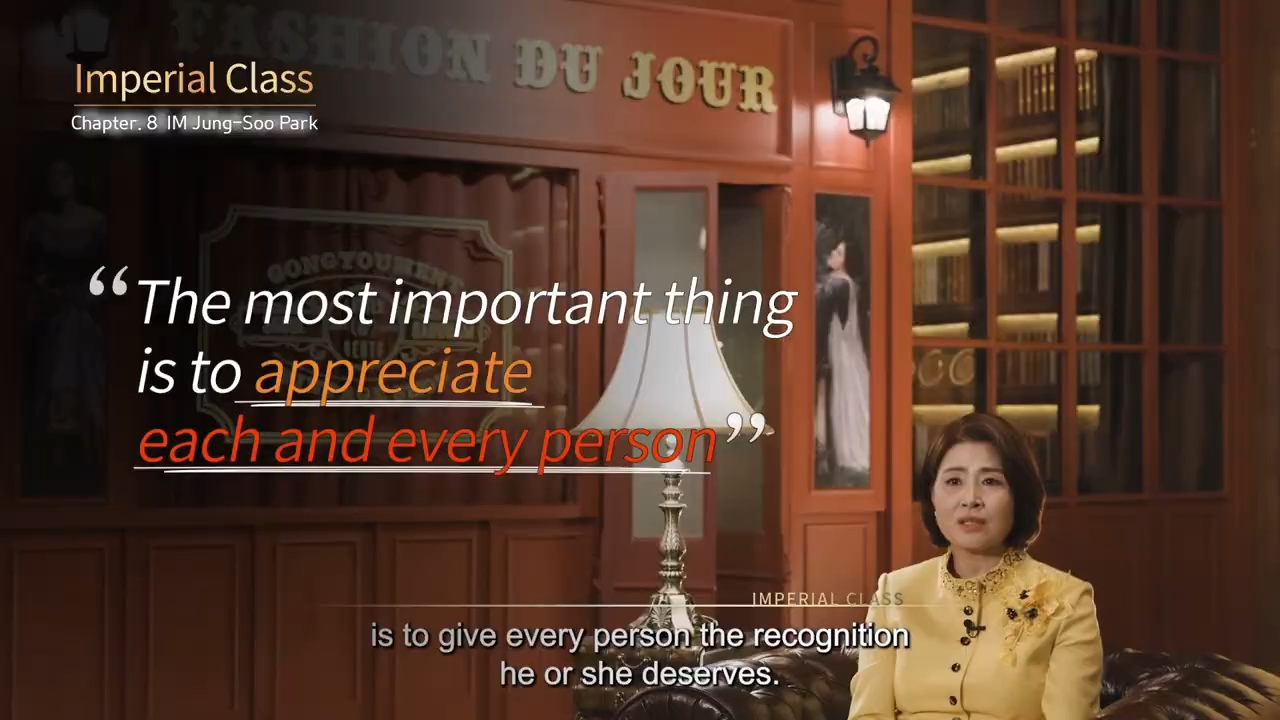 FASHION DU JOUR
Imperial Class
Chapter. 8 IM Jung-Soo Park
GONGYOUMENT
“The most important thing
is to appreciate
each and every person”
IMPERIAL CLASS
is to give every person the recognition
he or she deserves.